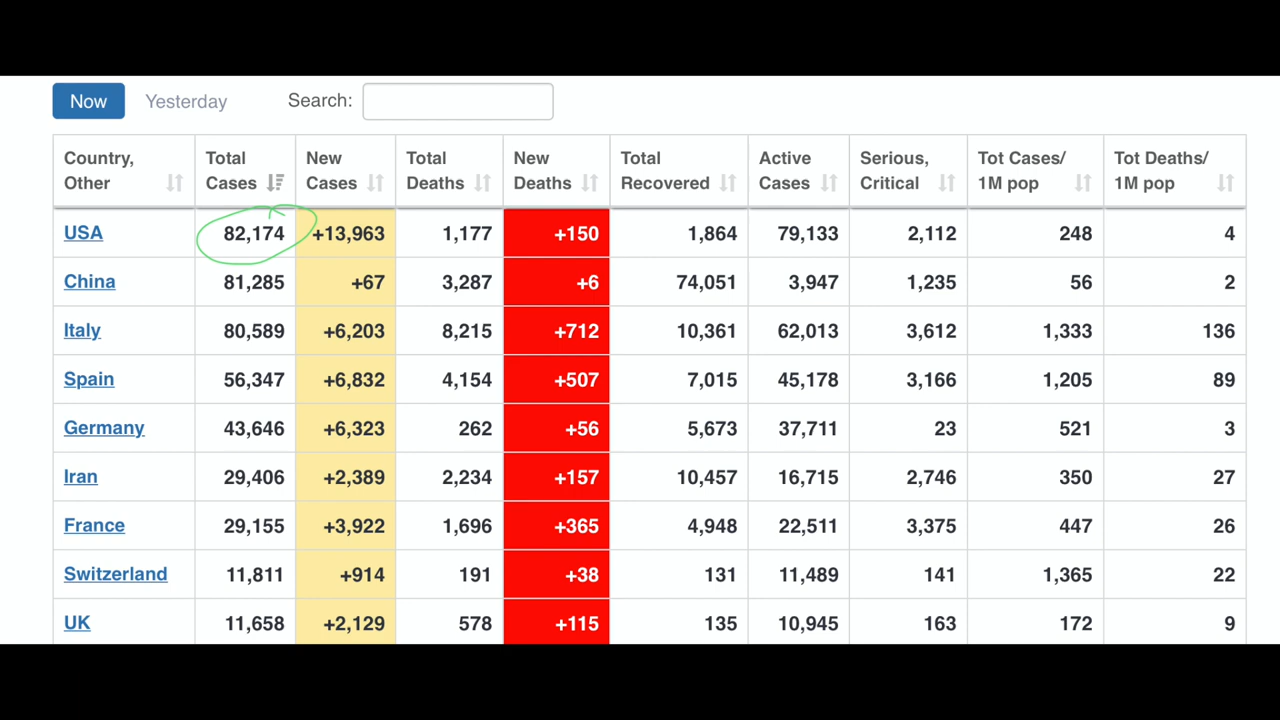 Now Yesterday Search:
Country, Other Total Cases New Cases Total Deaths New Deaths Total Recovered Active Cases Serious, Critical Tot Cases/ 1M pop Tot Deaths/ 1M pop
USA 82,174 +13,963 1,177 +150 1,864 79,133 2,112 248 4
China 81,285 +67 3,287 +6 74,051 3,947 1,235 56 2
Italy 80,589 +6,203 8,215 +712 10,361 62,013 3,612 1,333 136
Spain 56,347 +6,832 4,154 +507 7,015 45,178 3,166 1,205 89
Germany 43,646 +6,323 262 +56 5,673 37,711 23 521 3
Iran 29,406 +2,389 2,234 +157 10,457 16,715 2,746 350 27
France 29,155 +3,922 1,696 +365 4,948 22,511 3,375 447 26
Switzerland 11,811 +914 191 +38 131 11,489 141 1,365 22
UK 11,658 +2,129 578 +115 135 10,945 163 172 9